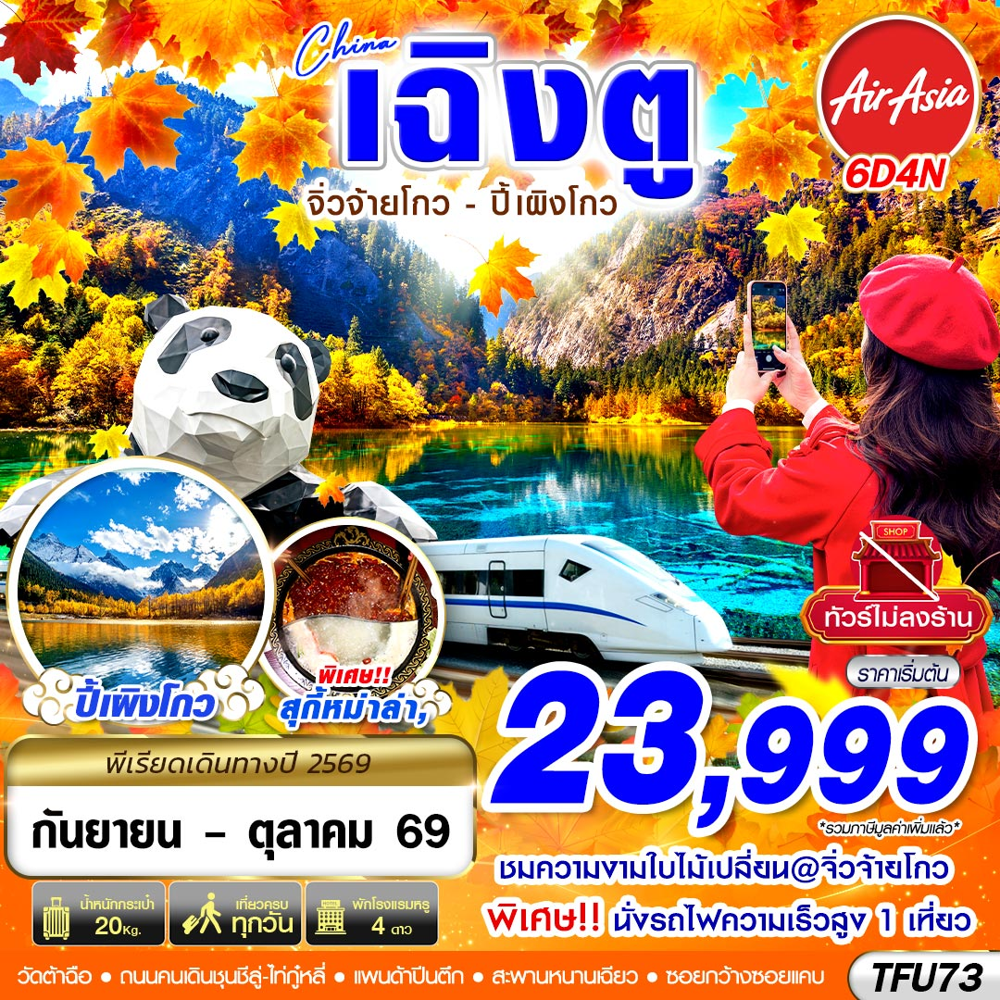 China
เฉิงตู
จิ่วจ้ายโกว - ปี้เผิงโกว
AirAsia
6D4N
SHOP
ทัวร์ไม่ลงร้าน
ราคาเริ่มต้น
23,999
*รวมภาษีมูลค่าเพิ่มแล้ว*
ปี้เผิงโกว
พิเศษ!!
สุกี้หม่าล่า,
พีเรียดเดินทางปี 2569
กันยายน - ตุลาคม 69
ชมความงามใบไม้เปลี่ยน@จิ่วจ้ายโกว
พิเศษ!! นั่งรถไฟความเร็วสูง 1 เที่ยว
น้ำหนักกระเป๋า
20Kg.
เที่ยวครบ
ทุกวัน
HOTEL
พักโรงแรมหรู
4 ดาว
วัดต้าฉือ • ถนนคนเดินชุนชีลู่-ไท่กู๋หลี่ • แพนด้าปีนตึก • สะพานหนานเฉียว • ซอยกว้างซอยแคบ
TFU73